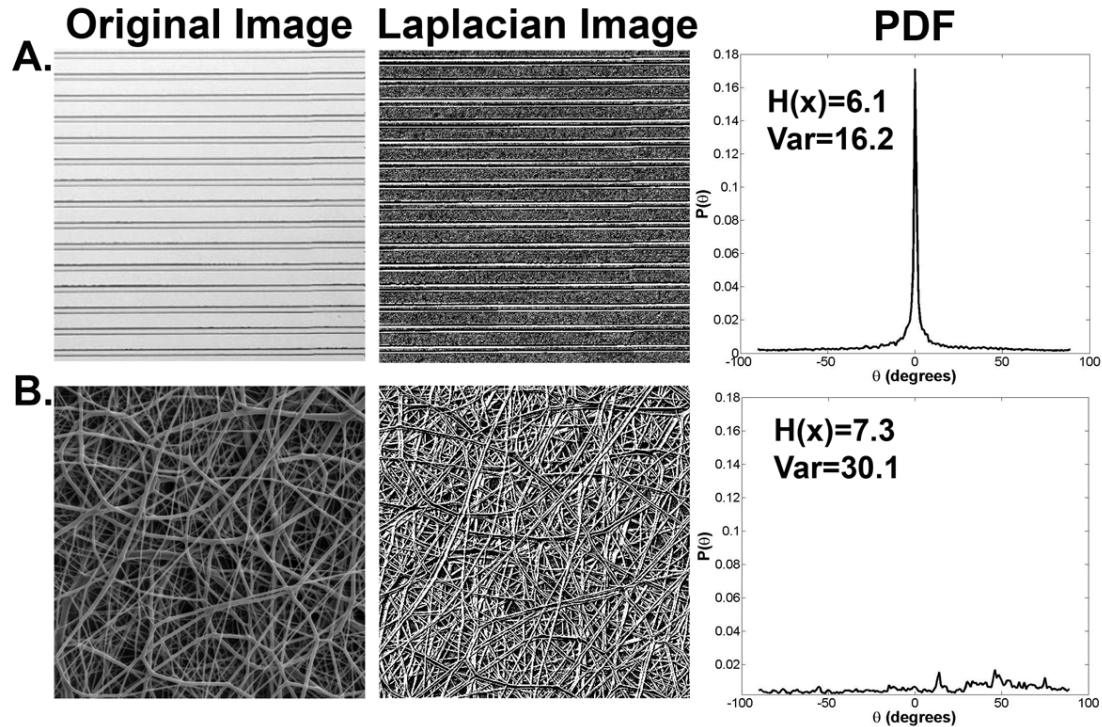 Original Image Laplacian Image PDF
A.
0.18
0.16
0.14
0.12
0.1
0.08
0.06
0.04
0.02
0
P(θ)
H(x)=6.1
Var=16.2
-100 -50 0 50 100
θ (degrees)
B.
0.18
0.16
0.14
0.12
0.1
0.08
0.06
0.04
0.02
P(θ)
H(x)=7.3
Var=30.1
-100 -50 0 50 100
θ (degrees)